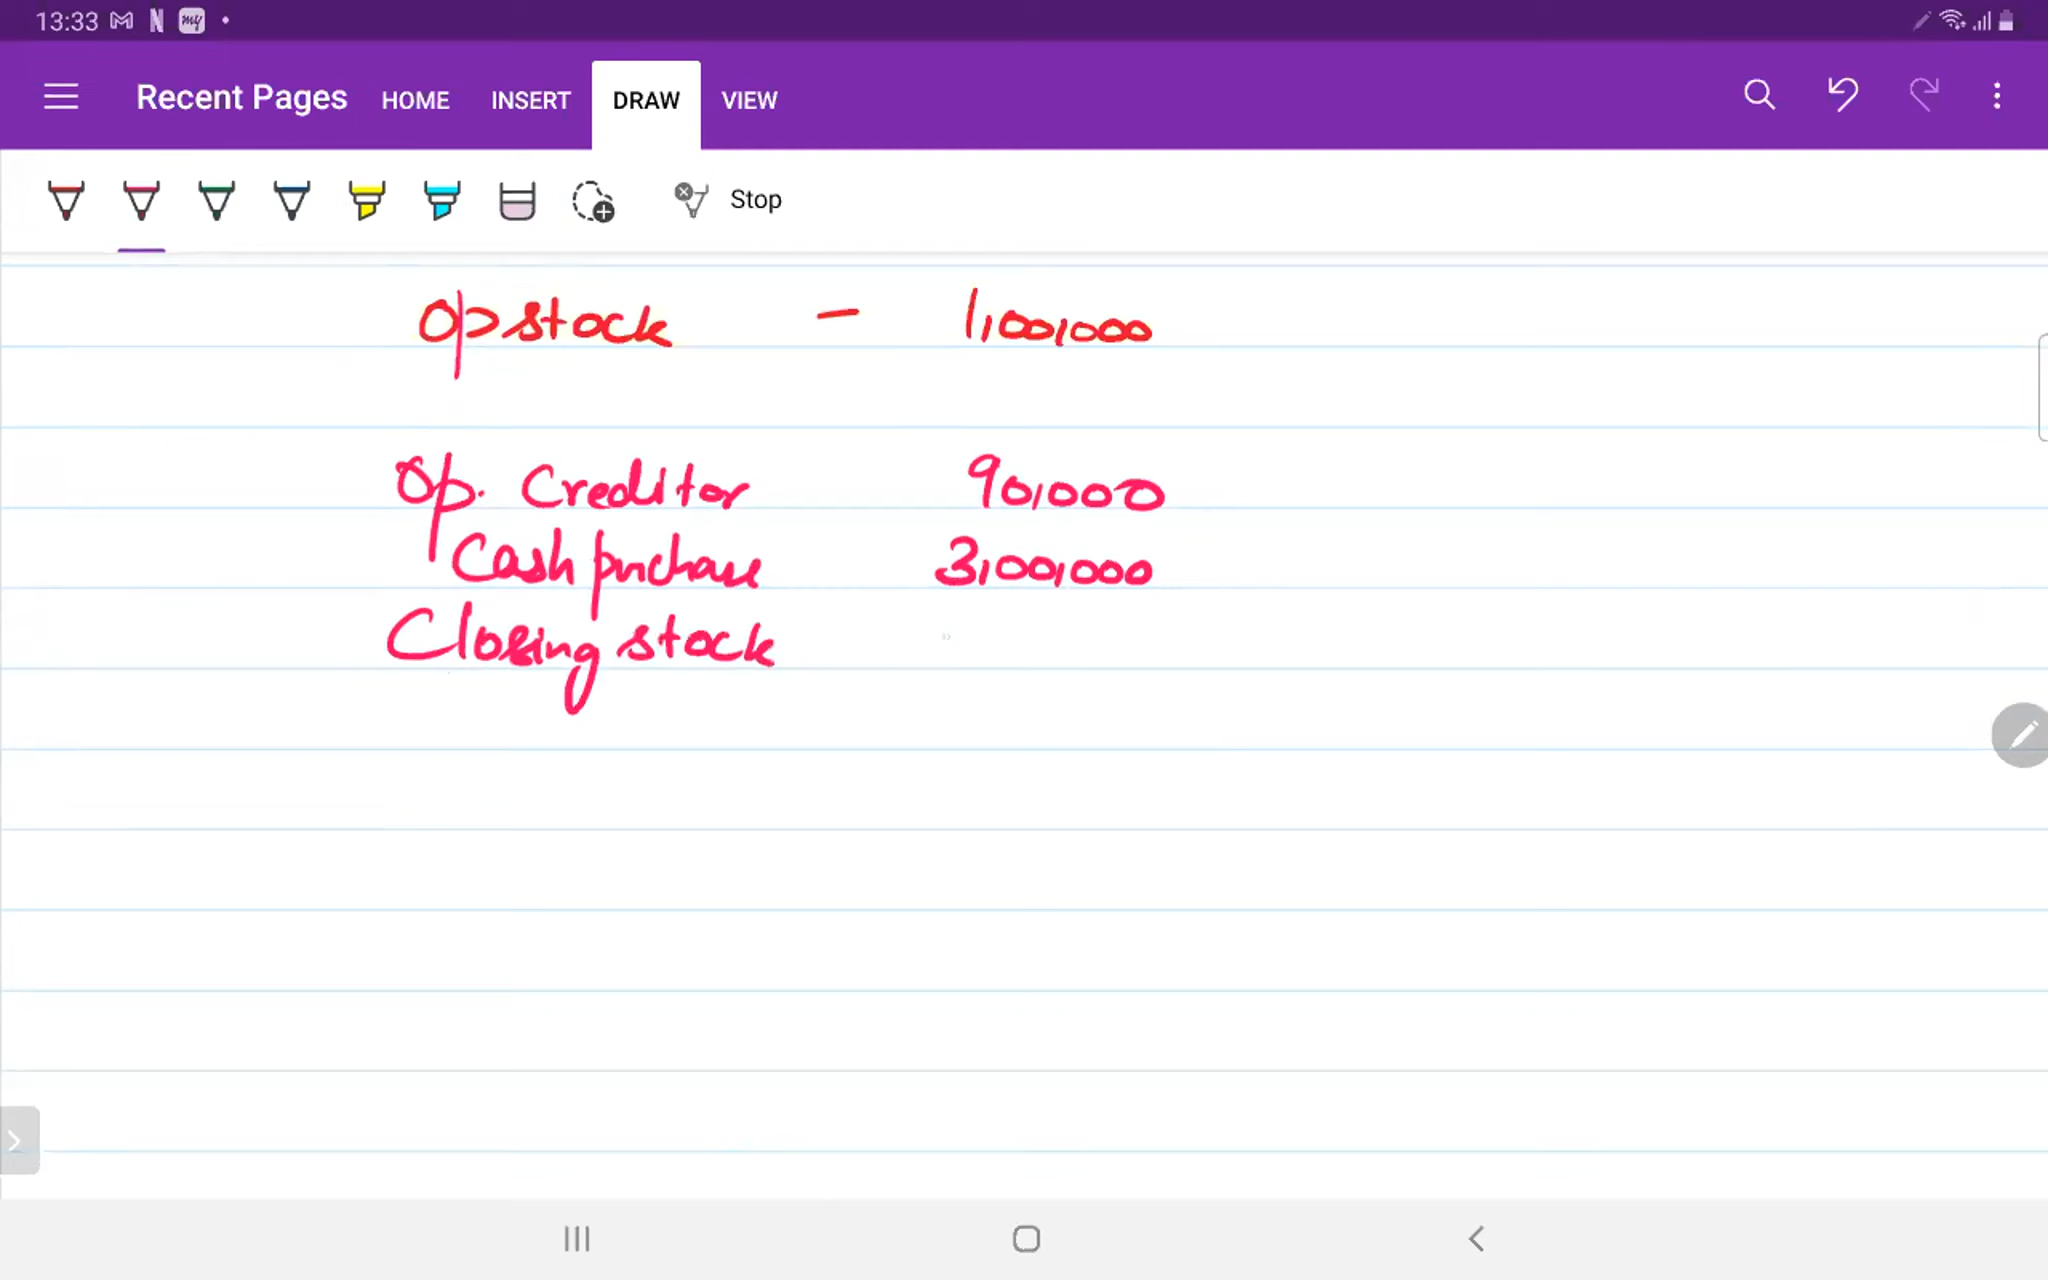 13:33
Recent Pages HOME INSERT DRAW VIEW
Stop
Op stock - 1,00,000
Op. Creditor 90,000
Cash purchase 3,00,000
Closing stock